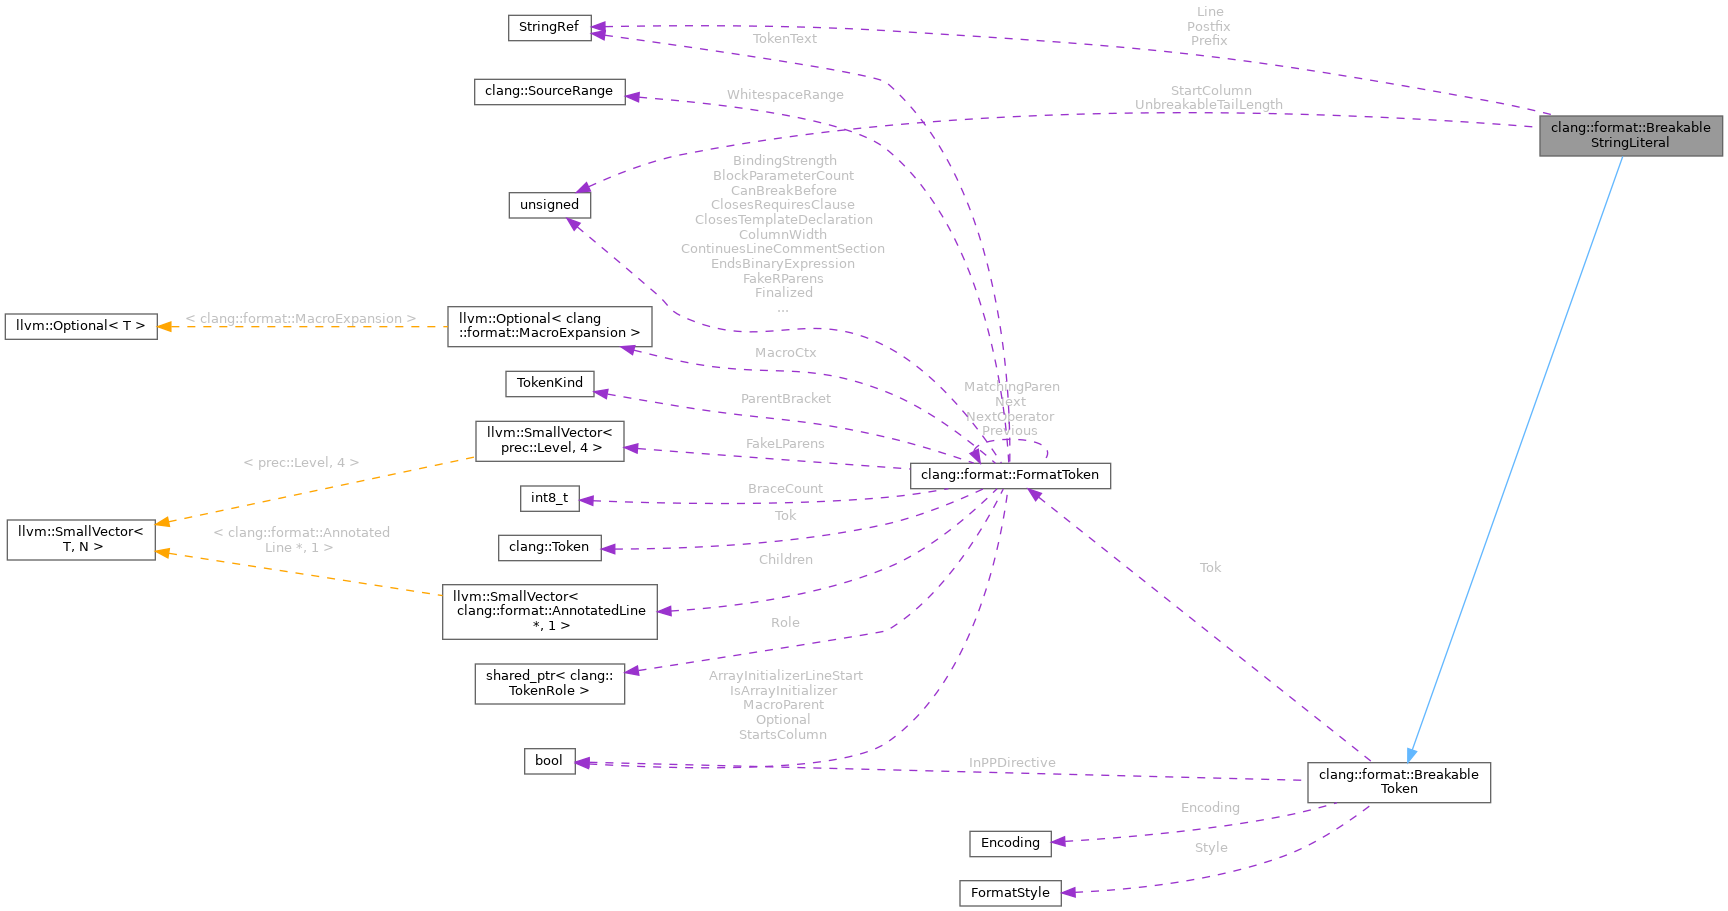 StringRef
Line
Postfix
Prefix
TokenText
clang::SourceRange
WhitespaceRange
StartColumn
UnbreakableTailLength
clang::format::Breakable
StringLiteral
unsigned
BindingStrength
BlockParameterCount
CanBreakBefore
ClosesRequiresClause
ClosesTemplateDeclaration
ColumnWidth
ContinuesLineCommentSection
EndsBinaryExpression
FakeRParens
Finalized
...
llvm::Optional< T >
< clang::format::MacroExpansion >
llvm::Optional< clang
::format::MacroExpansion >
MacroCtx
TokenKind
ParentBracket
MatchingParen
Next
NextOperator
Previous
llvm::SmallVector<
prec::Level, 4 >
FakeLParens
< prec::Level, 4 >
clang::format::FormatToken
int8_t
BraceCount
Tok
llvm::SmallVector<
T, N >
< clang::format::Annotated
Line *, 1 >
clang::Token
Children
Tok
llvm::SmallVector<
clang::format::AnnotatedLine
*, 1 >
Role
shared_ptr< clang::
TokenRole >
ArrayInitializerLineStart
IsArrayInitializer
MacroParent
Optional
StartsColumn
bool
InPPDirective
clang::format::Breakable
Token
Encoding
Encoding
Style
FormatStyle